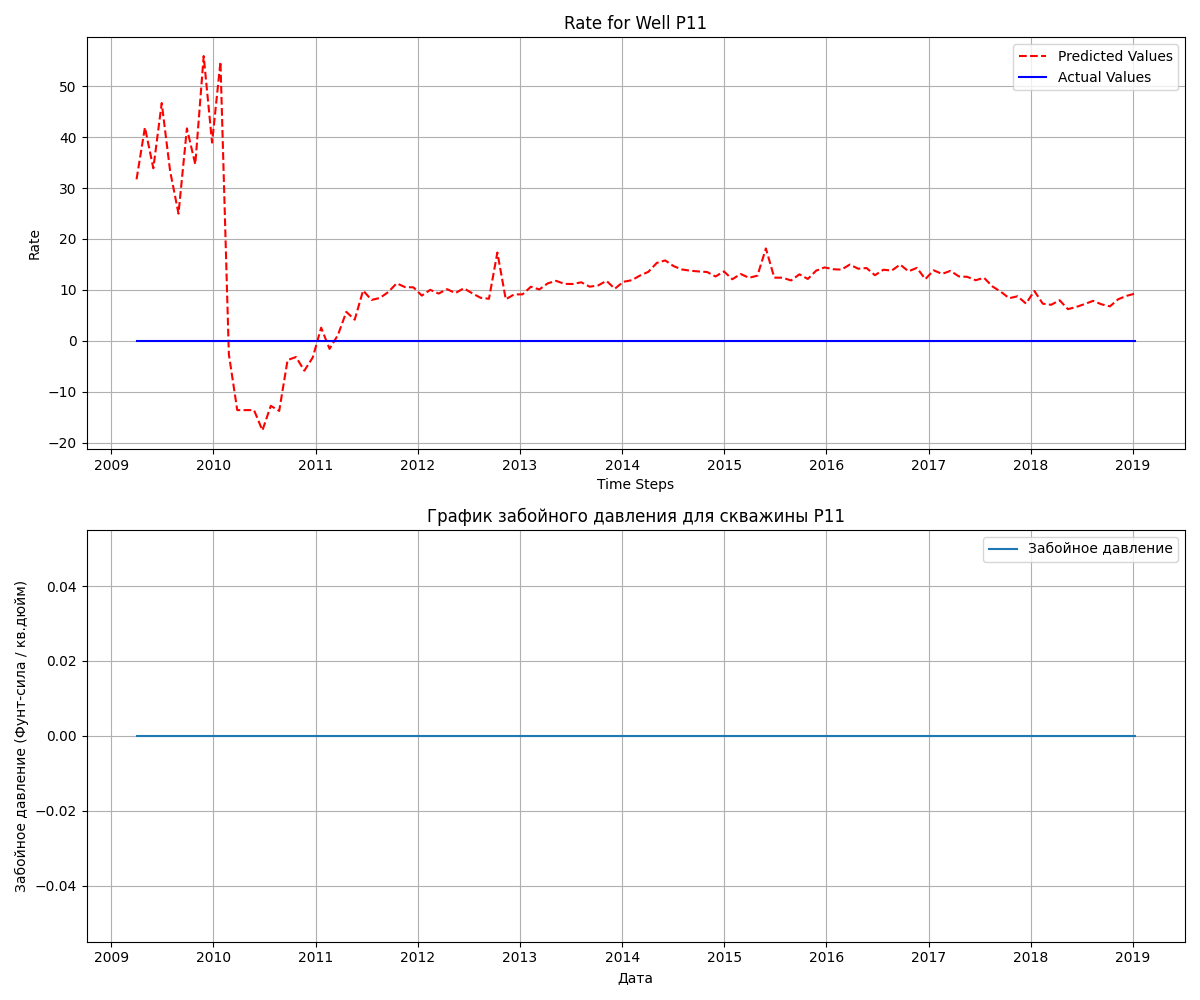 Rate for Well P11
Predicted Values
Actual Values
50
40
30
20
10
0
−10
−20
Rate
2009 2010 2011 2012 2013 2014 2015 2016 2017 2018 2019
Time Steps
График забойного давления для скважины P11
Забойное давление
0.04
0.02
0.00
−0.02
−0.04
Забойное давление (Фунт-сила / кв.дюйм)
2009 2010 2011 2012 2013 2014 2015 2016 2017 2018 2019
Дата